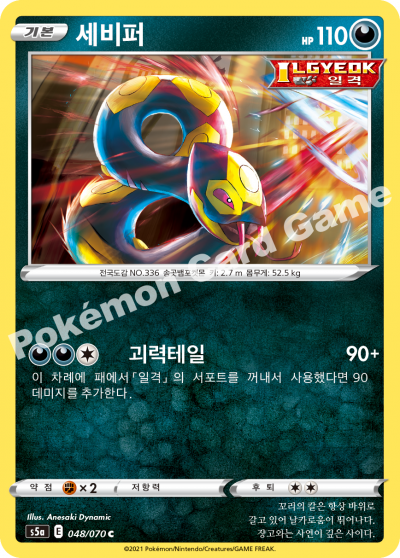 기본 세비퍼 HP 110
ILGYEOK
일격
전국도감 NO.336 송곳뱀포켓몬 키: 2.7 m 몸무게: 52.5 kg
Pokémon Card Game
괴력테일 90+
이 차례에 패에서 「일격」의 서포트를 꺼내서 사용했다면 90
데미지를 추가한다.
약점 ×2 저항력 후퇴
Illus. Anesaki Dynamic
s5a E 048/070 C
꼬리의 칼은 항상 바위로
갈고 있어 날카로움이 뛰어나다.
쟝고와는 사연이 깊은 사이다.
©2021 Pokémon/Nintendo/Creatures/GAME FREAK.